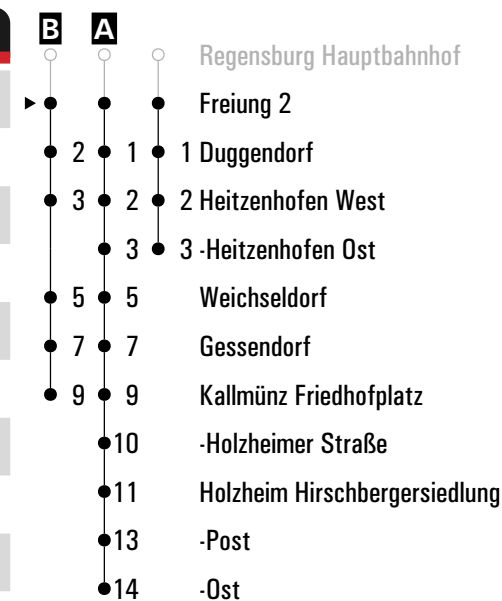 B A
Regensburg Hauptbahnhof
Freiung 2
2 1 1 Duggendorf
3 2 2 Heitzenhofen West
3 3 -Heitzenhofen Ost
5 5 Weichseldorf
7 7 Gessendorf
9 9 Kallmünz Friedhofplatz
10 -Holzheimer Straße
11 Holzheim Hirschbergersiedlung
13 -Post
14 -Ost